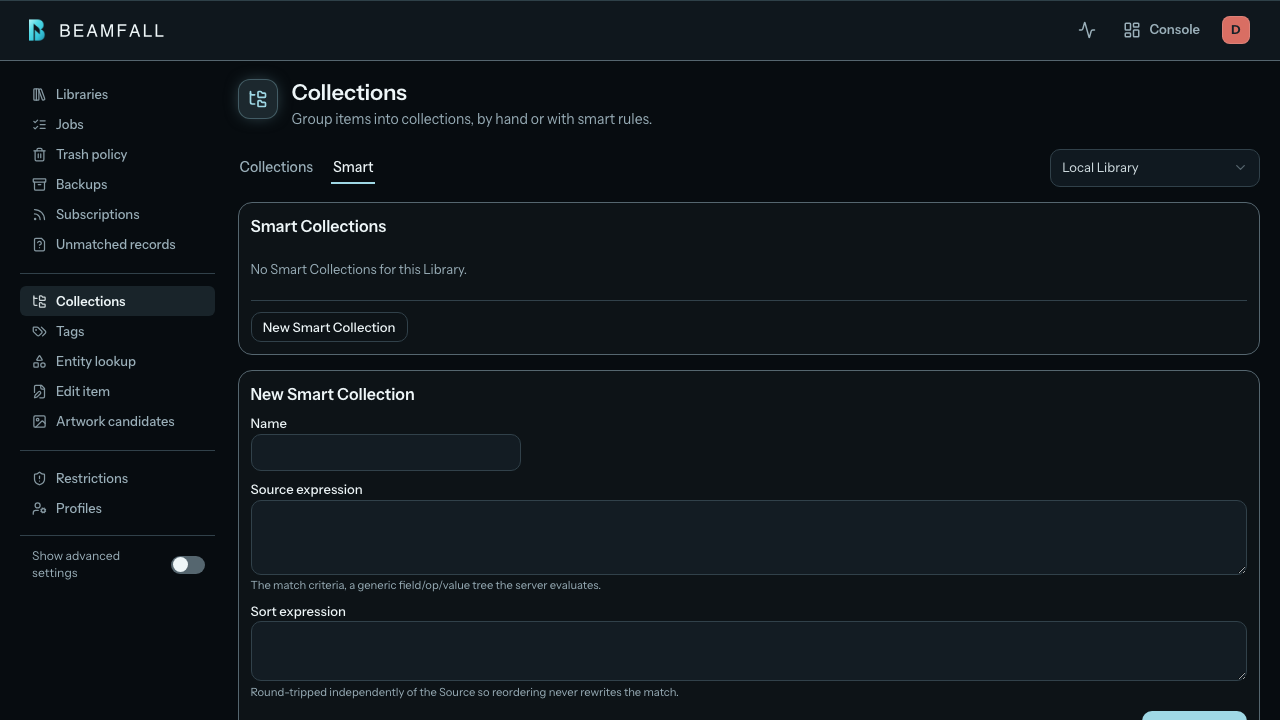 BEAMFALL
Console
D
Libraries
Jobs
Trash policy
Backups
Subscriptions
Unmatched records
Collections
Tags
Entity lookup
Edit item
Artwork candidates
Restrictions
Profiles
Show advanced
settings
Collections
Group items into collections, by hand or with smart rules.
Collections
Smart
Local Library
Smart Collections
No Smart Collections for this Library.
New Smart Collection
New Smart Collection
Name
Source expression
The match criteria, a generic field/op/value tree the server evaluates.
Sort expression
Round-tripped independently of the Source so reordering never rewrites the match.